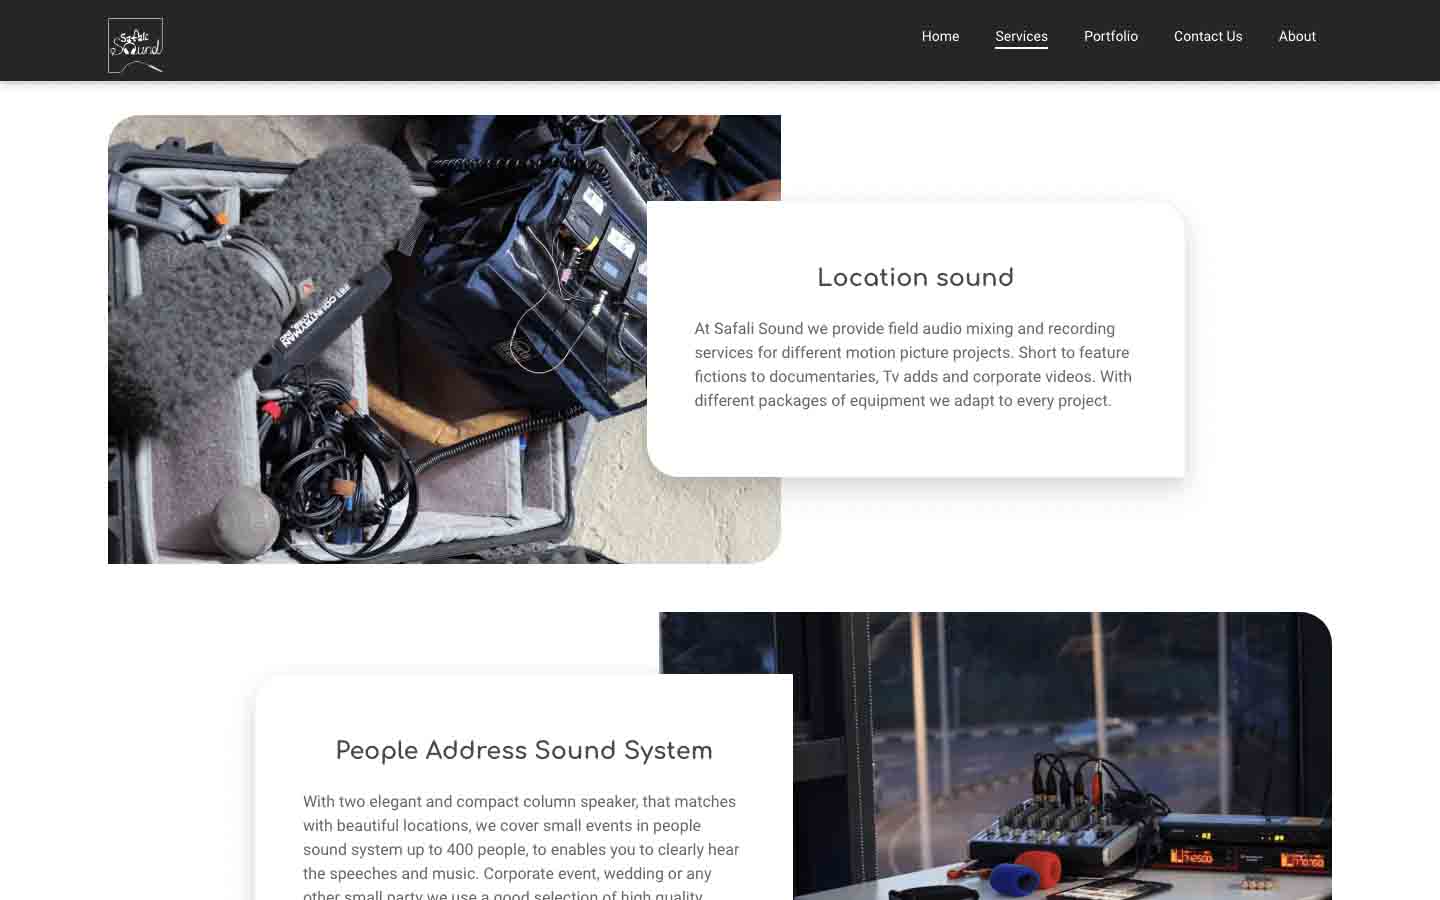 Safali
Sound
Home
Services
Portfolio
Contact Us
About
Location sound
At Safali Sound we provide field audio mixing and recording
services for different motion picture projects. Short to feature
fictions to documentaries, Tv adds and corporate videos. With
different packages of equipment we adapt to every project.
People Address Sound System
With two elegant and compact column speaker, that matches
with beautiful locations, we cover small events in people
sound system up to 400 people, to enables you to clearly hear
the speeches and music. Corporate event, wedding or any
other small party we use a good selection of high quality